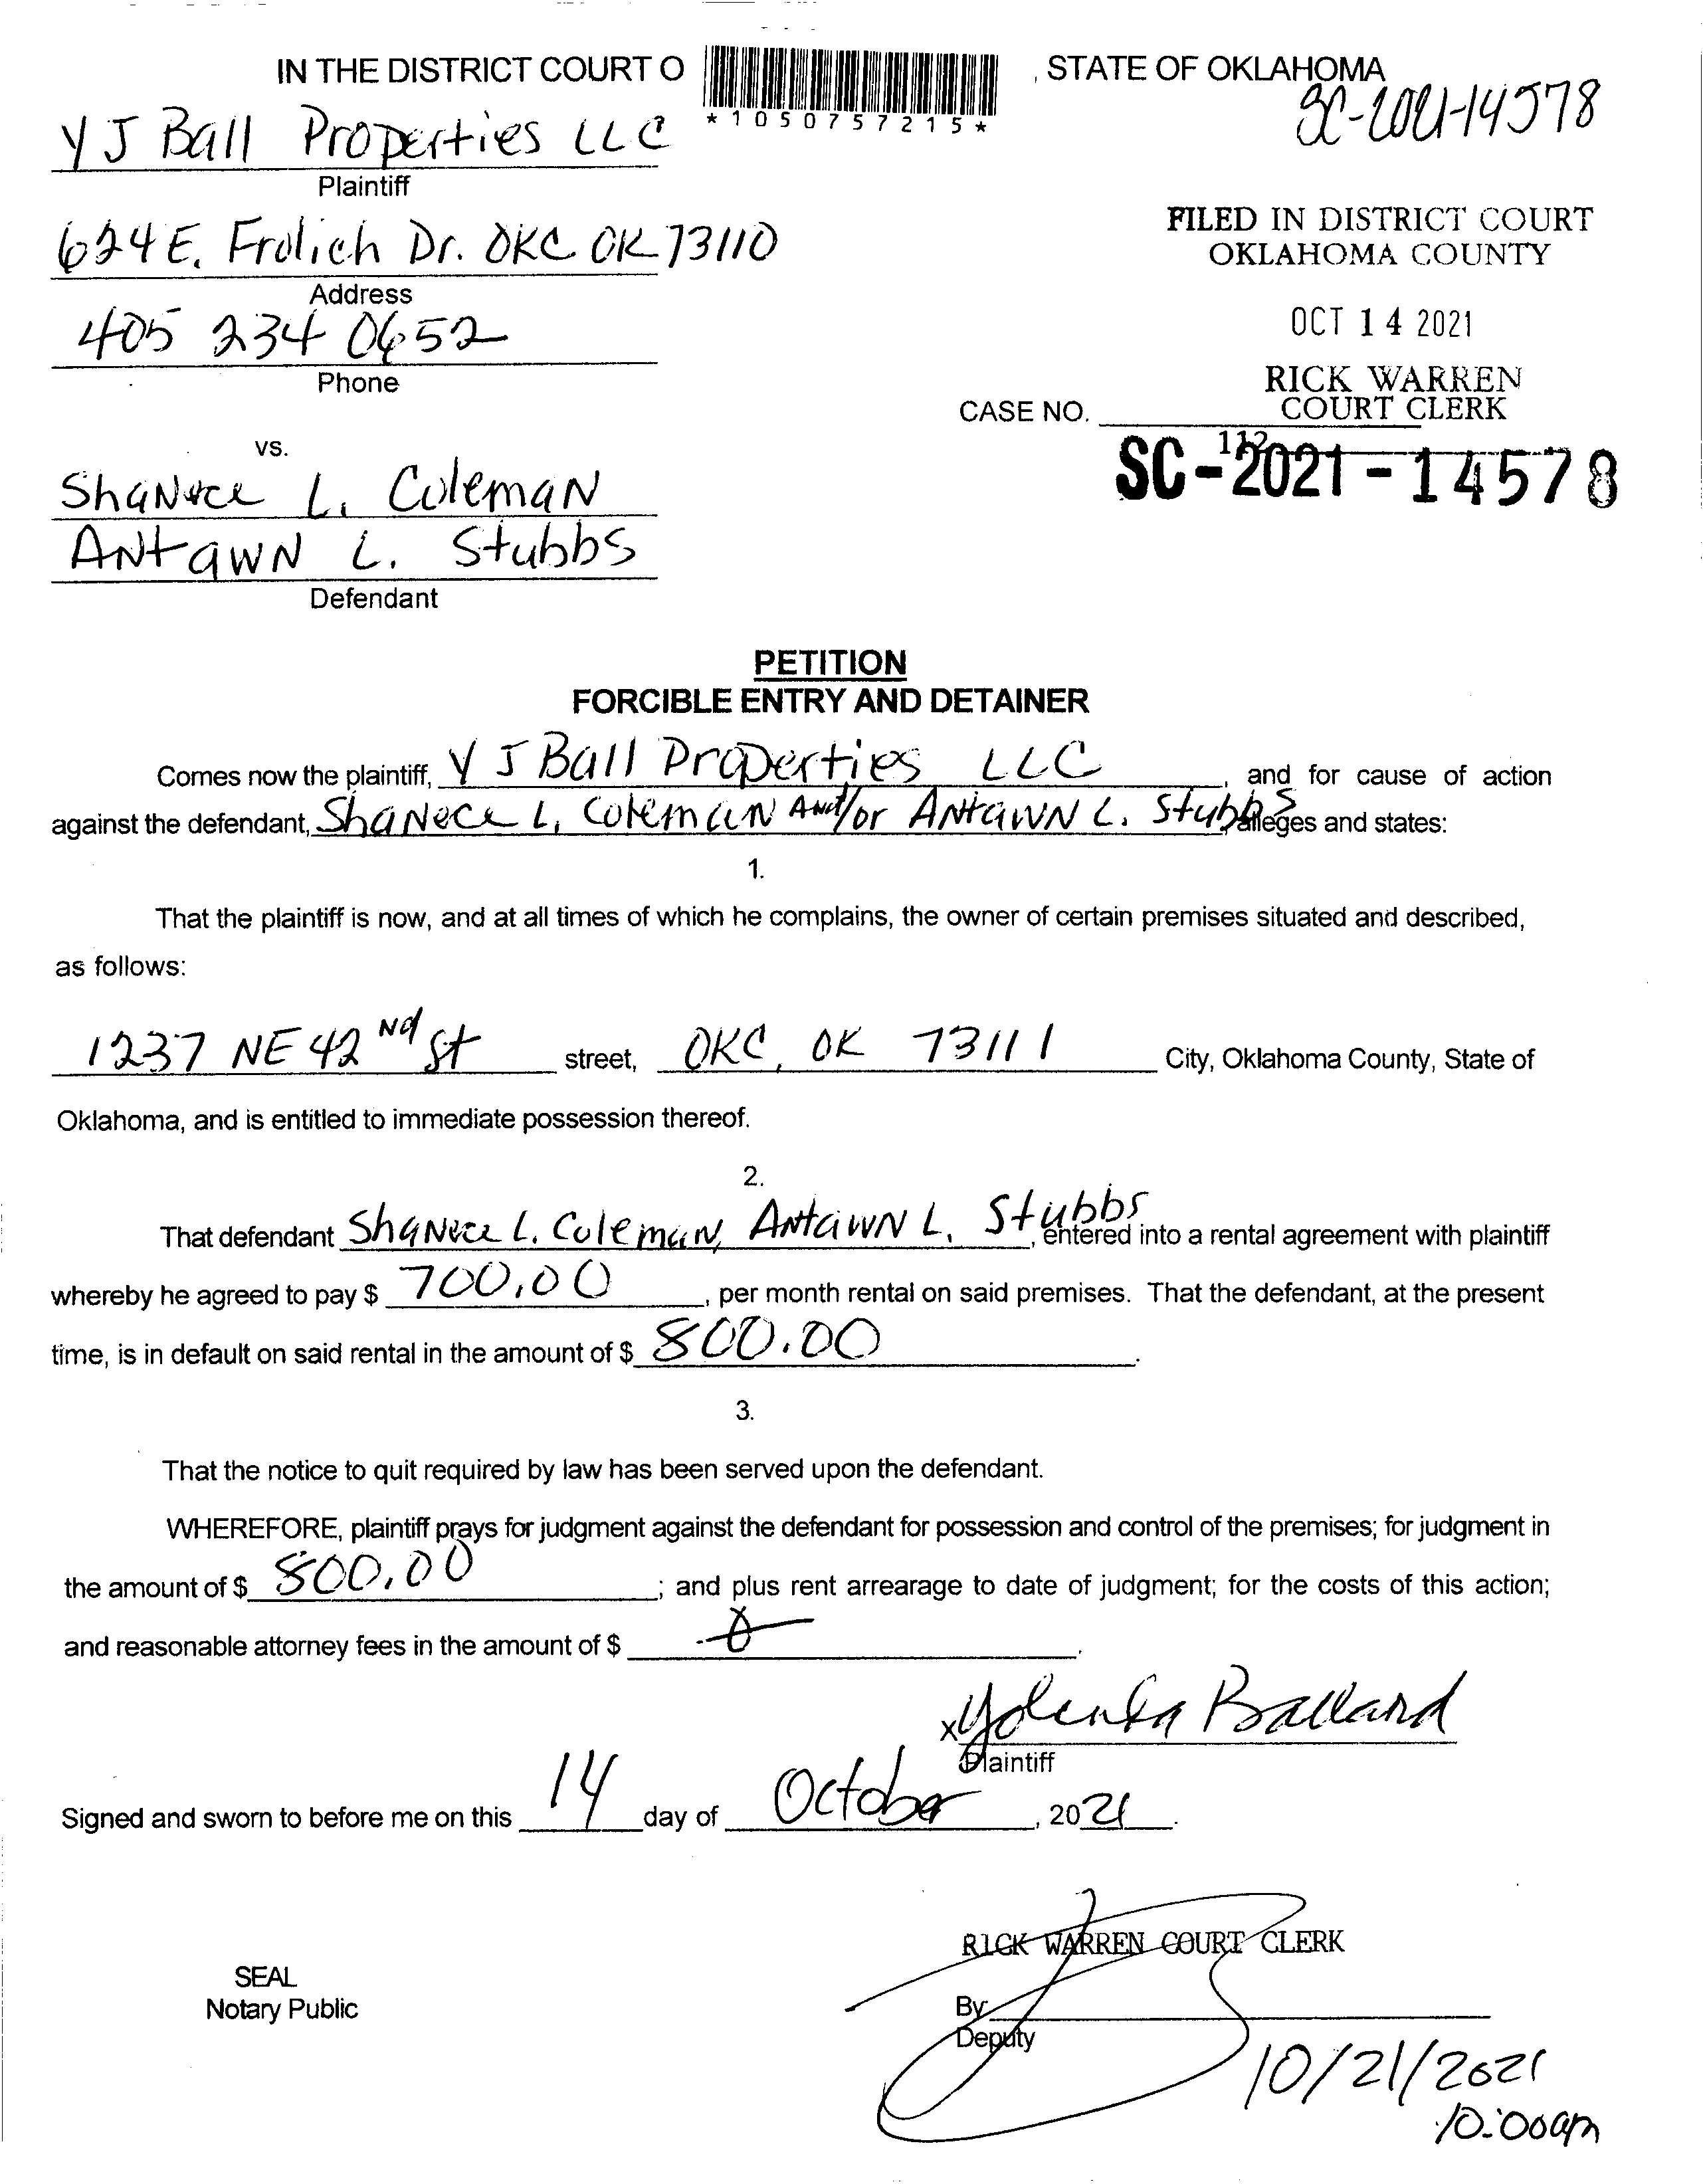 IN THE DISTRICT COURT O , STATE OF OKLAHOMA
*1050757215*
SC-2021-14578
Y J Ball Properties LLC
Plaintiff
624 E. Frolich Dr. OKC OK 73110
Address
405 234 0652
Phone
FILED IN DISTRICT COURT
OKLAHOMA COUNTY
OCT 14 2021
RICK WARREN
COURT CLERK
CASE NO.
112
SC-2021-14578
vs.
Shanece L. Coleman
Antawn L. Stubbs
Defendant
PETITION
FORCIBLE ENTRY AND DETAINER
Comes now the plaintiff, Y J Ball Properties LLC, and for cause of action
against the defendant, Shanece L. Coleman And/or Antawn L. Stubbs, alleges and states:
1.
That the plaintiff is now, and at all times of which he complains, the owner of certain premises situated and described,
as follows:
1237 NE 42nd St street, OKC, OK 73111 City, Oklahoma County, State of
Oklahoma, and is entitled to immediate possession thereof.
2.
That defendant Shanece L. Coleman, Antawn L. Stubbs, entered into a rental agreement with plaintiff
whereby he agreed to pay $ 700.00, per month rental on said premises. That the defendant, at the present
time, is in default on said rental in the amount of $ 800.00.
3.
That the notice to quit required by law has been served upon the defendant.
WHEREFORE, plaintiff prays for judgment against the defendant for possession and control of the premises; for judgment in
the amount of $ 800.00; and plus rent arrearage to date of judgment; for the costs of this action;
and reasonable attorney fees in the amount of $ 0.
x Yolenda Ballard
Plaintiff
Signed and sworn to before me on this 14 day of October, 2021.
RICK WARREN COURT CLERK
SEAL
Notary Public
By
Deputy
10/21/2021
10:00am